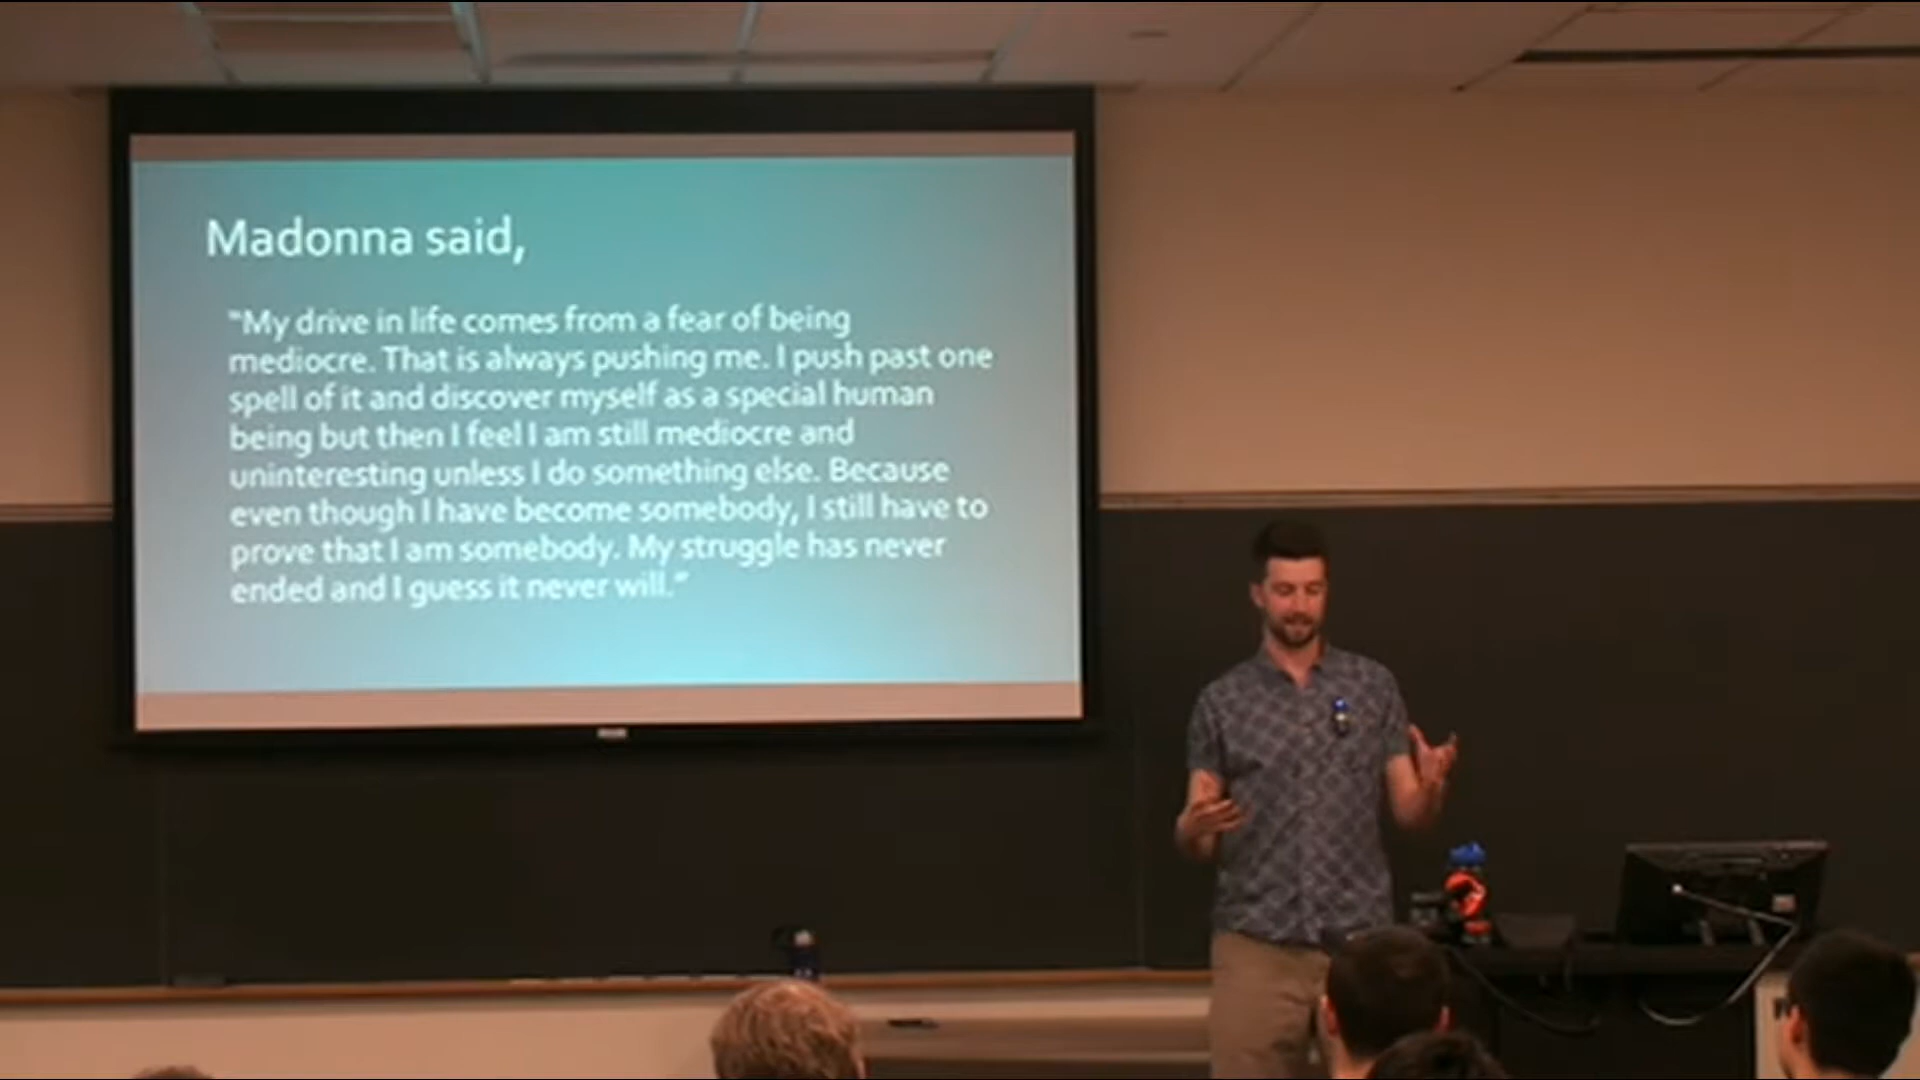 Madonna said,
“My drive in life comes from a fear of being
mediocre. That is always pushing me. I push past one
spell of it and discover myself as a special human
being but then I feel I am still mediocre and
uninteresting unless I do something else. Because
even though I have become somebody, I still have to
prove that I am somebody. My struggle has never
ended and I guess it never will.”